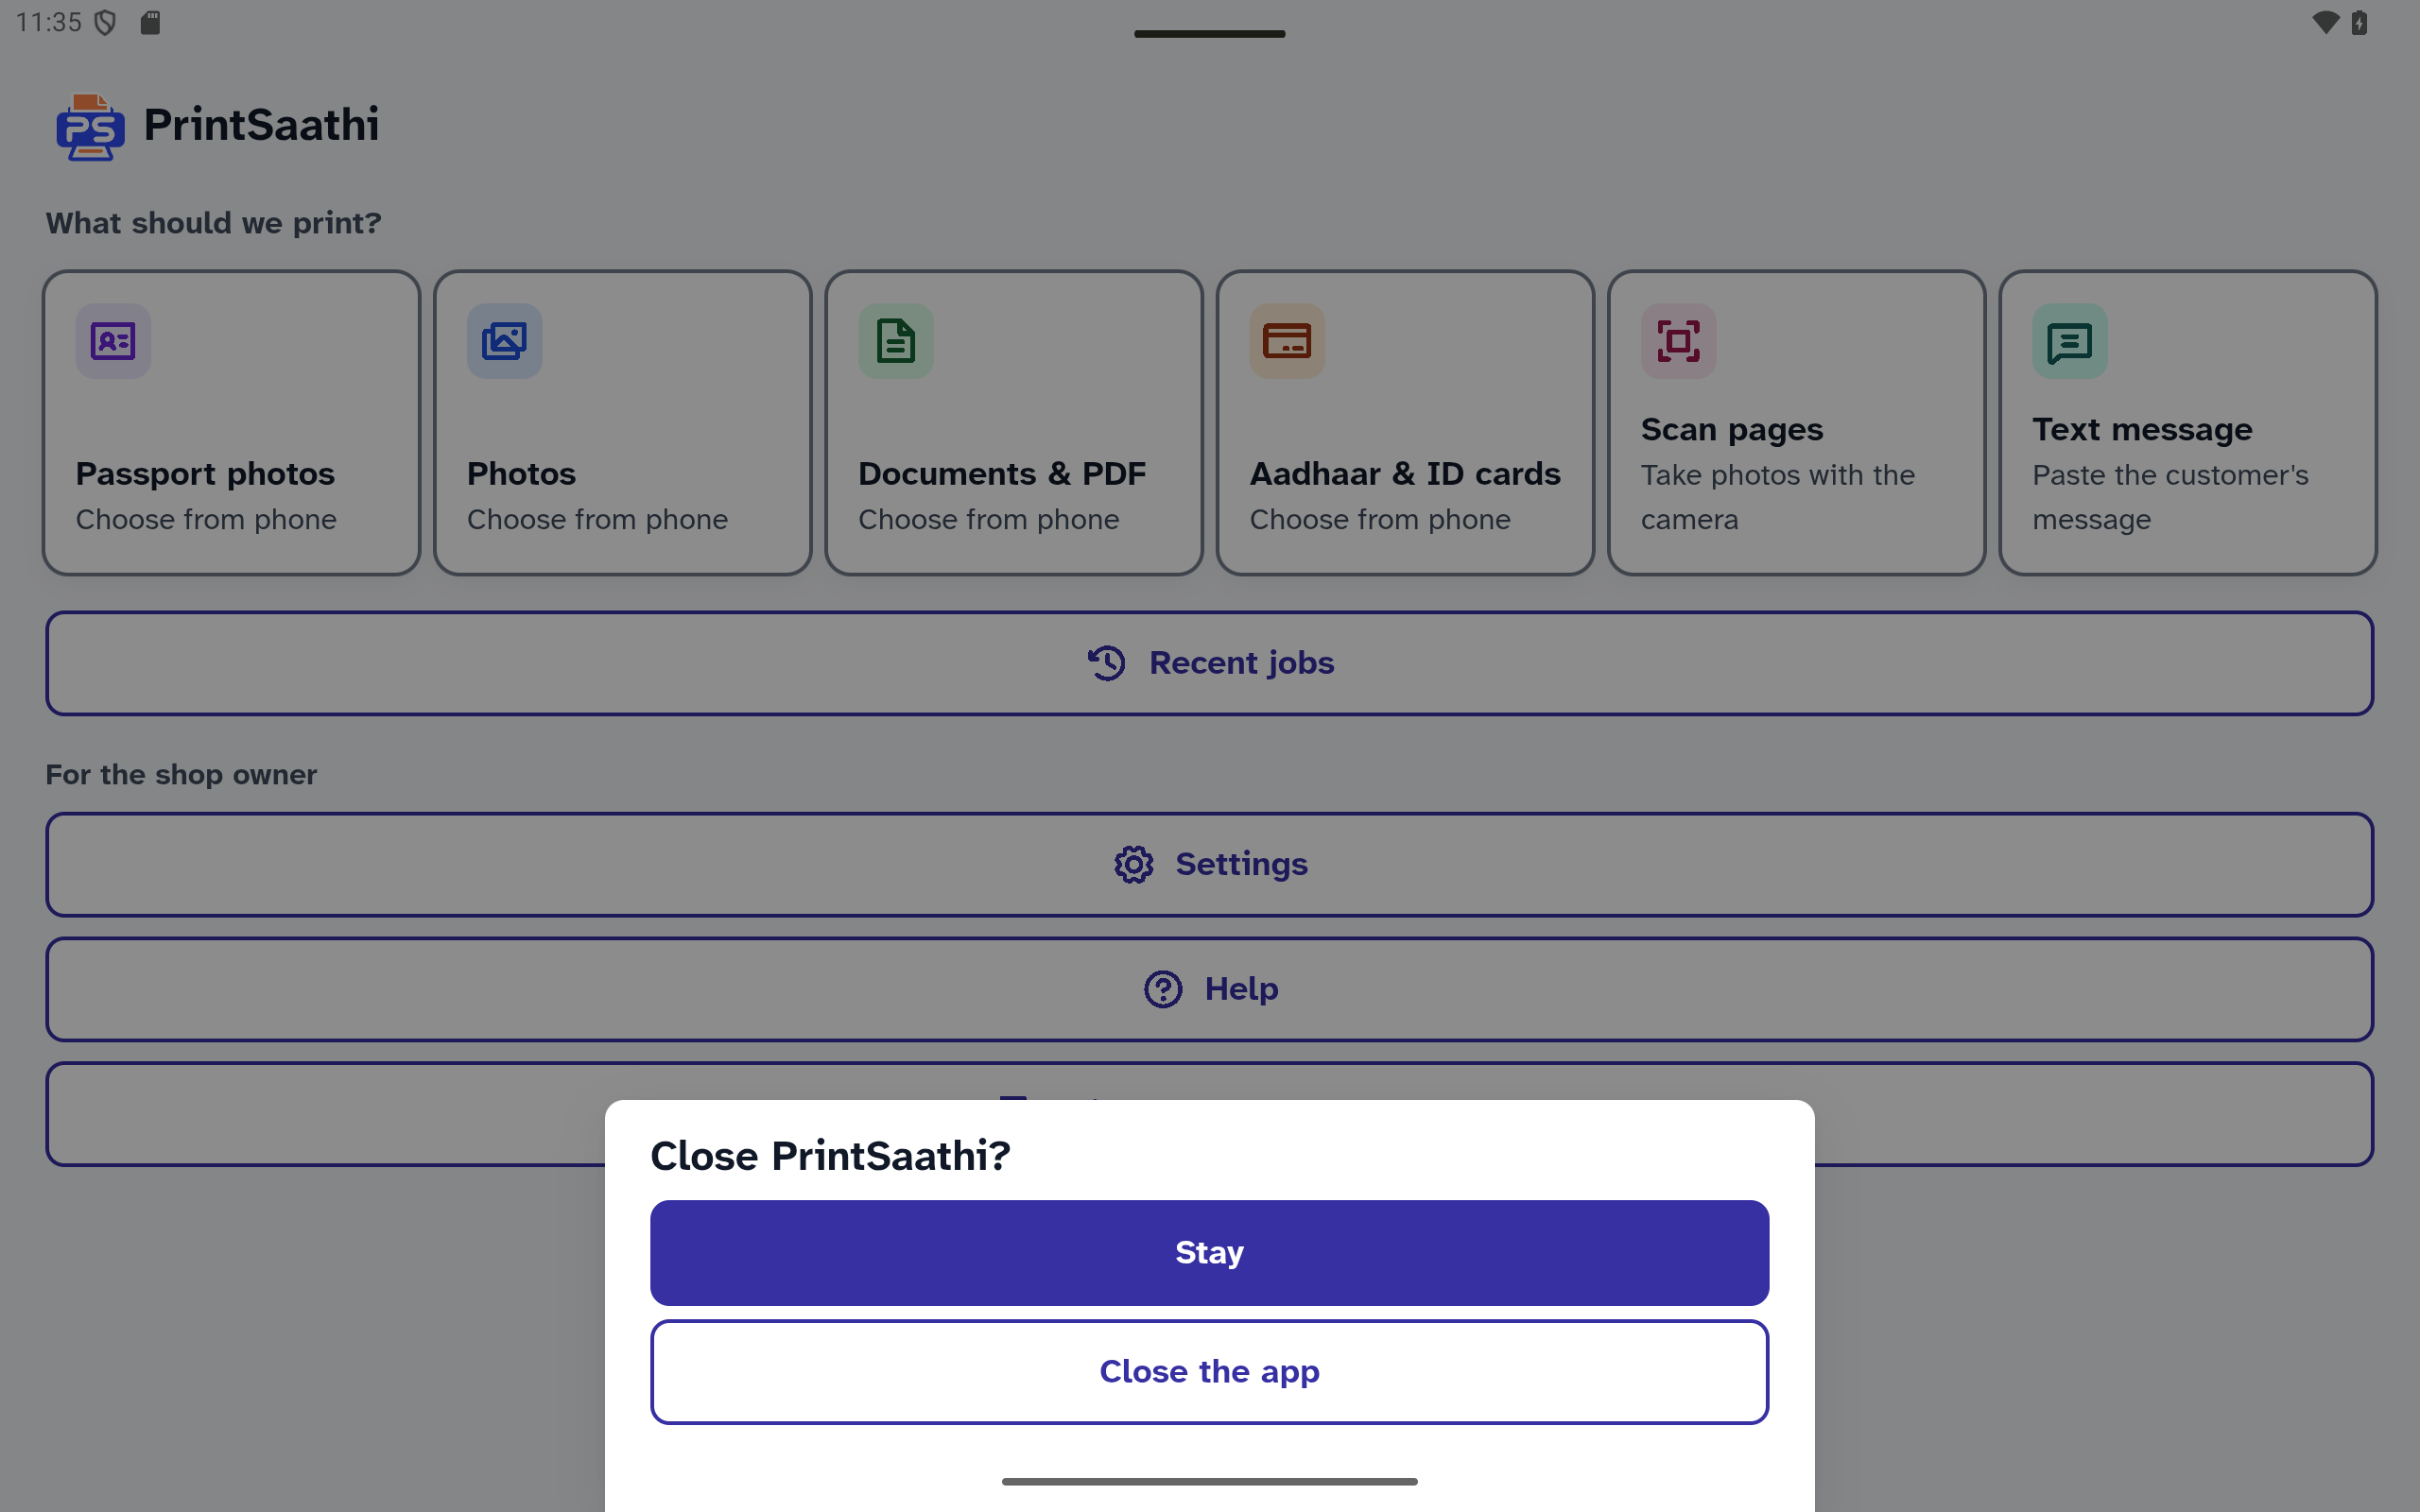 11:35
PS
PrintSaathi
What should we print?
Passport photos
Choose from phone
Photos
Choose from phone
Documents & PDF
Choose from phone
Aadhaar & ID cards
Choose from phone
Scan pages
Take photos with the
camera
Text message
Paste the customer's
message
Recent jobs
For the shop owner
Settings
Help
Close PrintSaathi?
Stay
Close the app